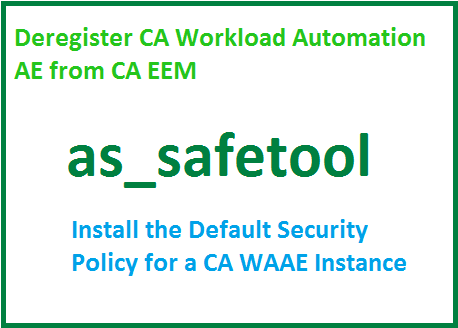 Deregister CA Workload Automation
AE from CA EEM
as_safetool
Install the Default Security
Policy for a CA WAAE Instance